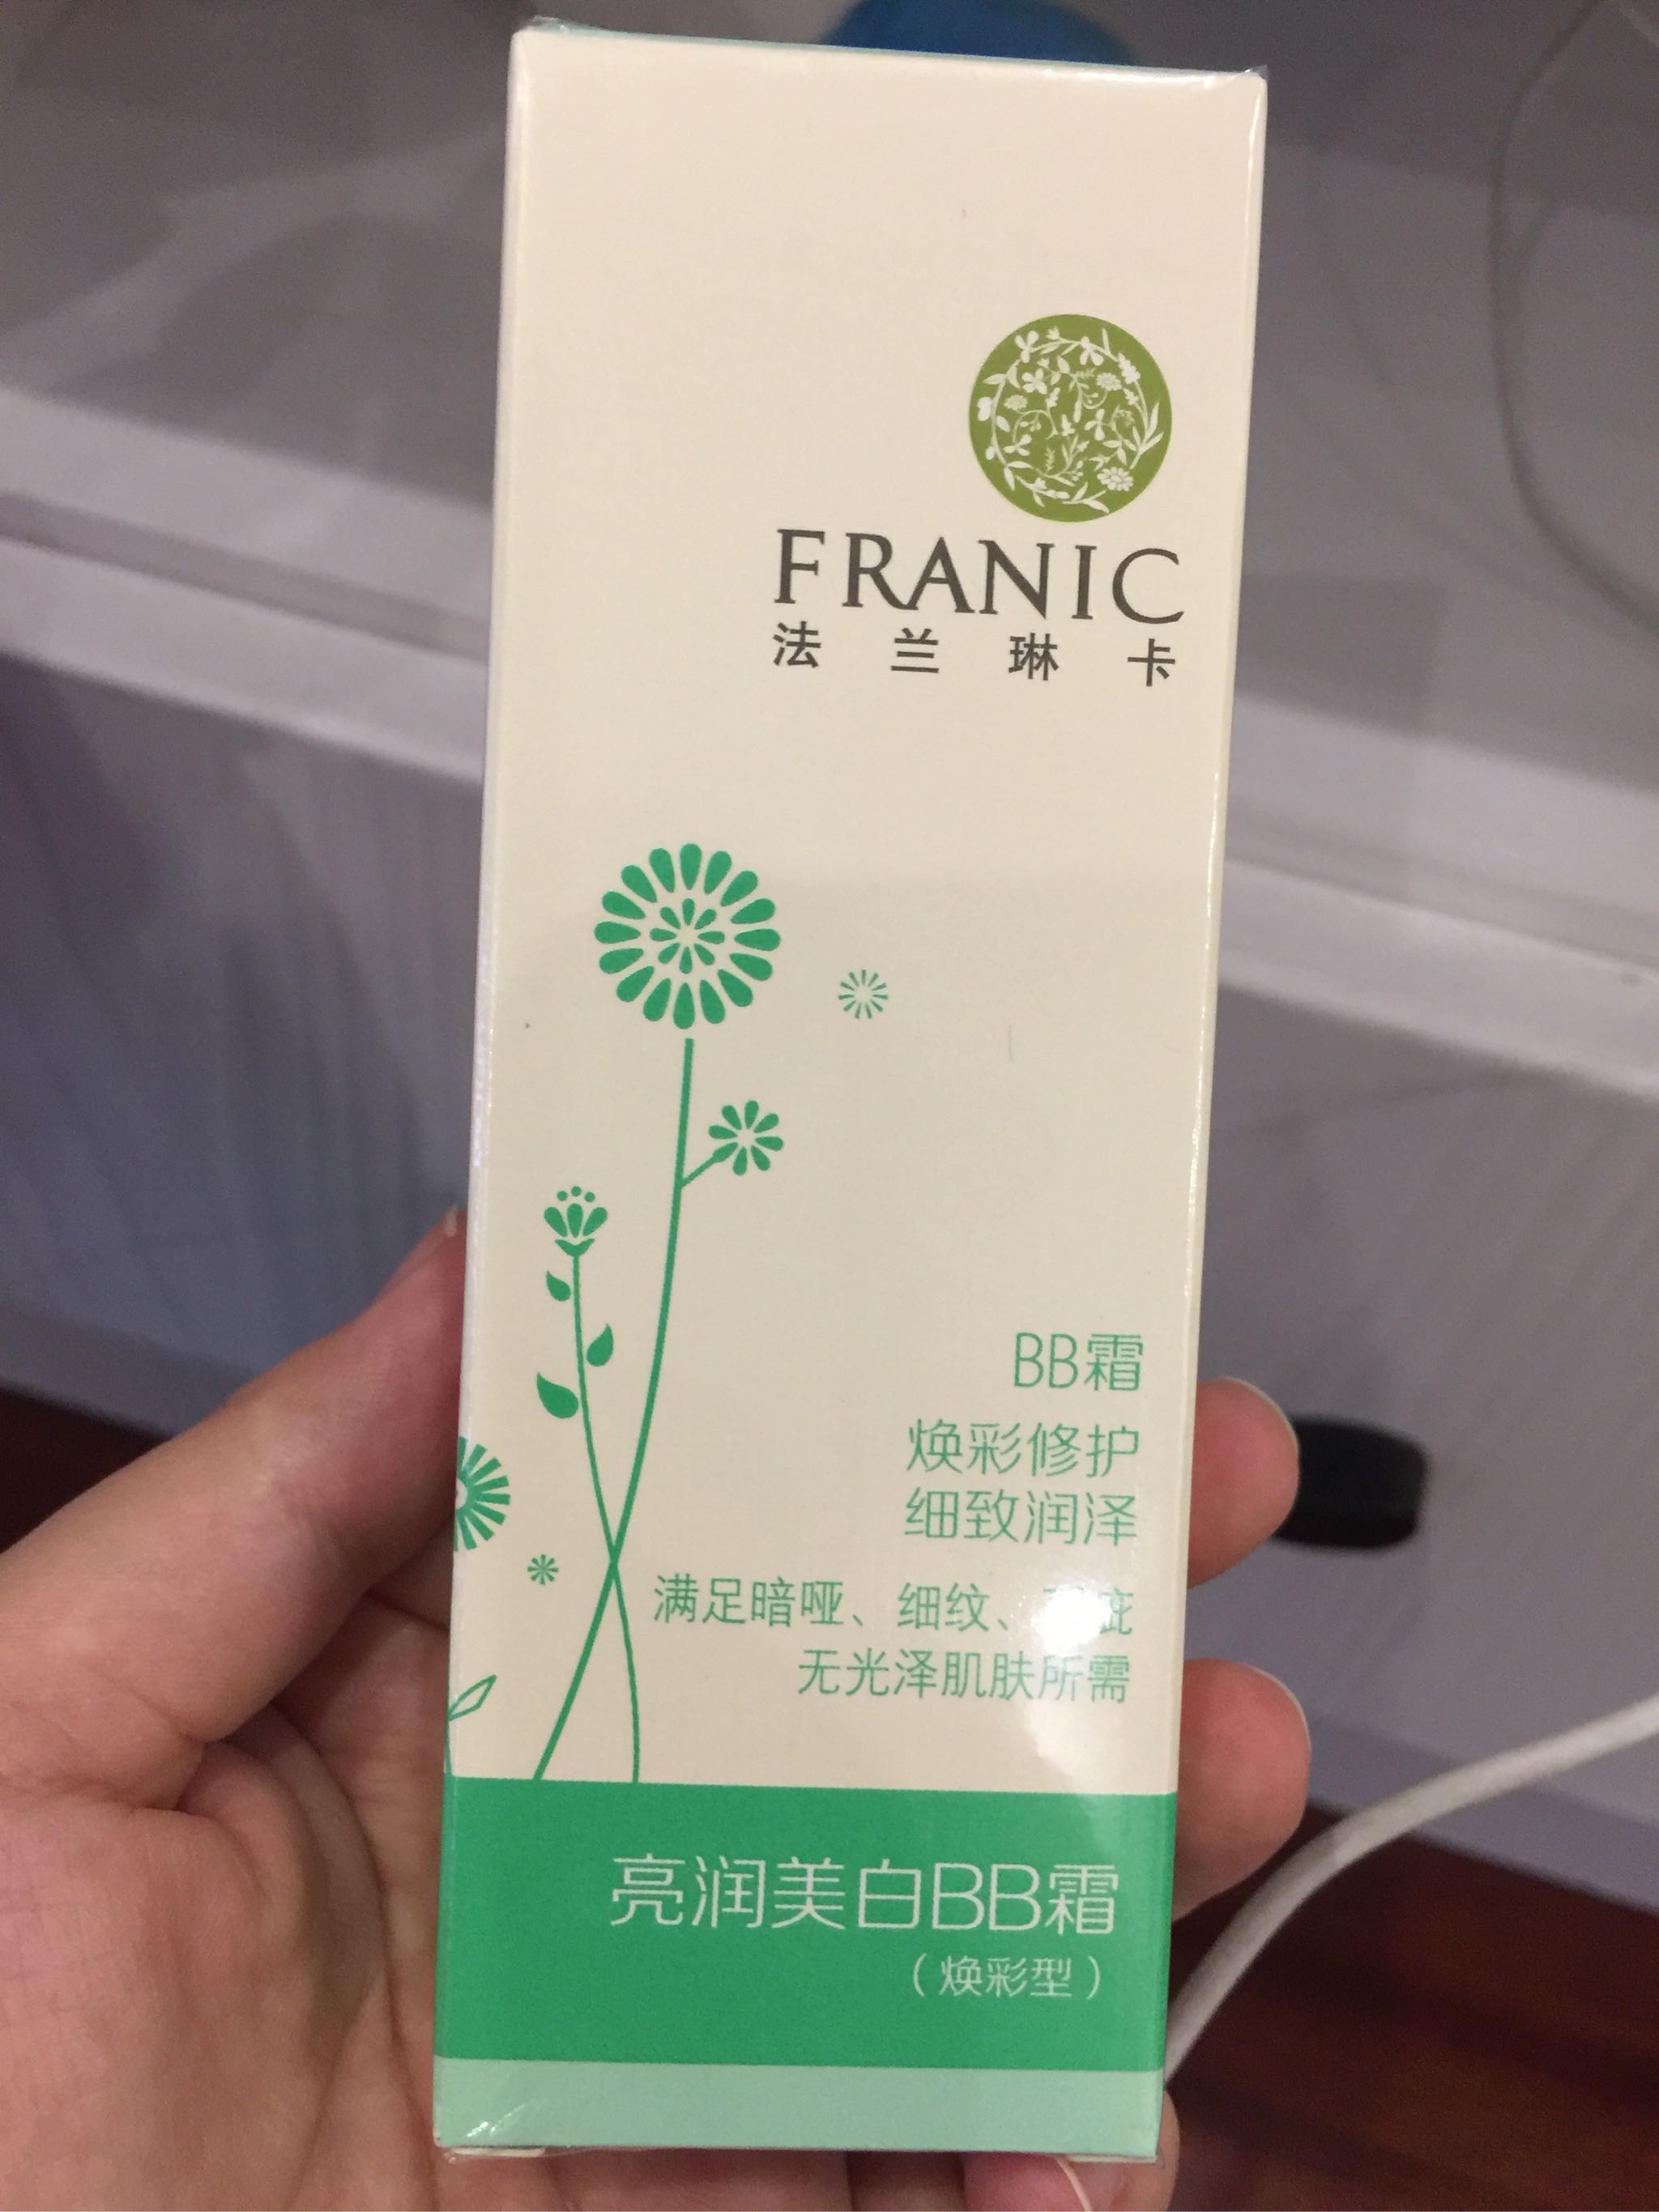 FRANIC
法兰琳卡
BB霜
焕彩修护
细致润泽
满足暗哑、细纹、
无光泽肌肤所需
亮润美白BB霜
（焕彩型）